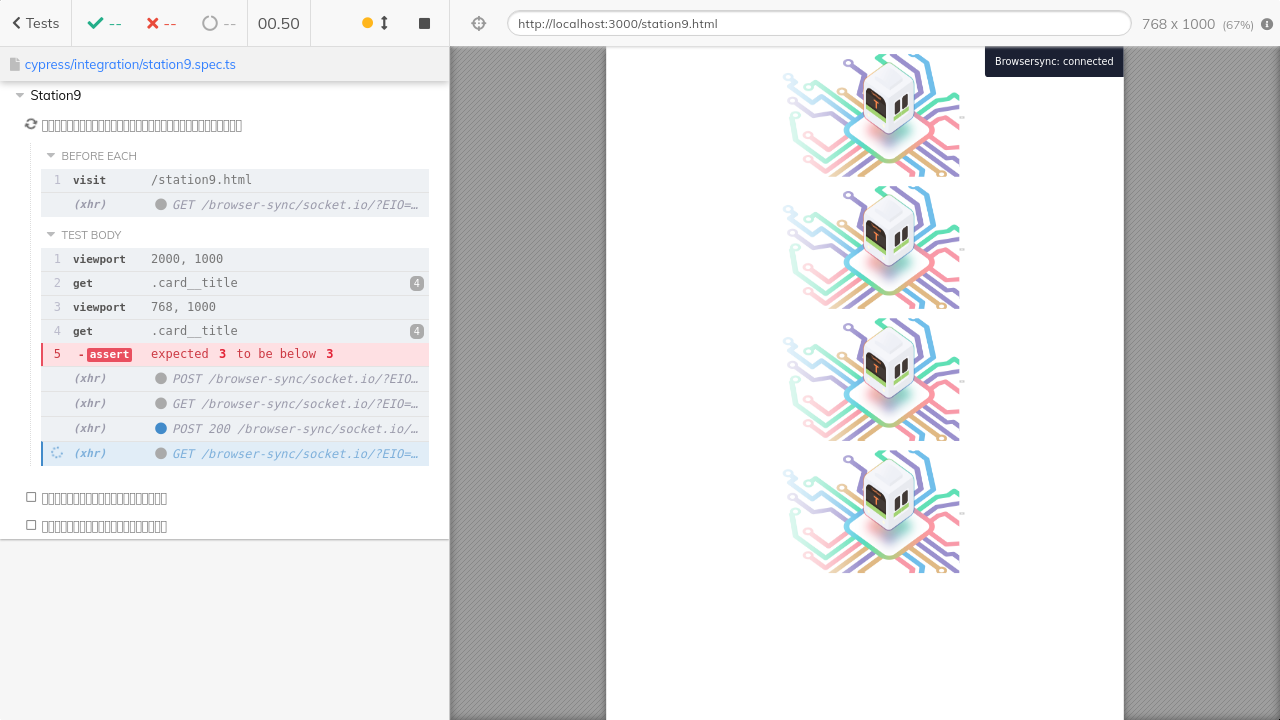 Tests
--
--
--
00.50
http://localhost:3000/station9.html
768 x 1000 (67%)
cypress/integration/station9.spec.ts
Browsersync: connected
Station9
BEFORE EACH
1 visit /station9.html
(xhr) GET /browser-sync/socket.io/?EIO=…
TEST BODY
1 viewport 2000, 1000
2 get .card__title 4
3 viewport 768, 1000
4 get .card__title 4
5 -assert expected 3 to be below 3
(xhr) POST /browser-sync/socket.io/?EIO…
(xhr) GET /browser-sync/socket.io/?EIO=…
(xhr) POST 200 /browser-sync/socket.io/…
(xhr) GET /browser-sync/socket.io/?EIO=…